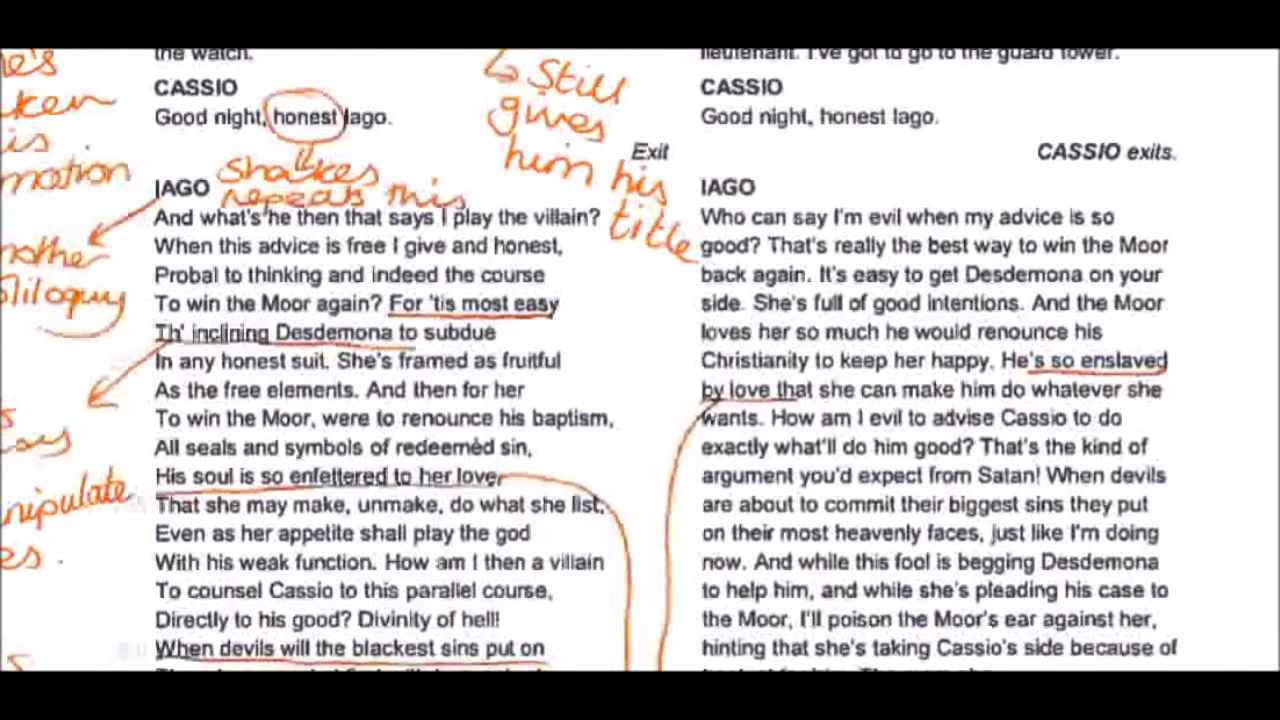 the watch.
CASSIO
Good night, honest Iago.
Exit
IAGO
And what's he then that says I play the villain?
When this advice is free I give and honest,
Probal to thinking and indeed the course
To win the Moor again? For 'tis most easy
Th' inclining Desdemona to subdue
In any honest suit. She's framed as fruitful
As the free elements. And then for her
To win the Moor, were to renounce his baptism,
All seals and symbols of redeemèd sin,
His soul is so enfettered to her love,
That she may make, unmake, do what she list,
Even as her appetite shall play the god
With his weak function. How am I then a villain
To counsel Cassio to this parallel course,
Directly to his good? Divinity of hell!
When devils will the blackest sins put on
lieutenant. I've got to go to the guard tower.
CASSIO
Good night, honest Iago.
CASSIO exits.
IAGO
Who can say I'm evil when my advice is so
good? That's really the best way to win the Moor
back again. It's easy to get Desdemona on your
side. She's full of good intentions. And the Moor
loves her so much he would renounce his
Christianity to keep her happy. He's so enslaved
by love that she can make him do whatever she
wants. How am I evil to advise Cassio to do
exactly what'll do him good? That's the kind of
argument you'd expect from Satan! When devils
are about to commit their biggest sins they put
on their most heavenly faces, just like I'm doing
now. And while this fool is begging Desdemona
to help him, and while she's pleading his case to
the Moor, I'll poison the Moor's ear against her,
hinting that she's taking Cassio's side because of
Still
gives
him his
title
shakes
repeats this
he's
ken
is
motion
nother
oliloquy
nipulate
es.